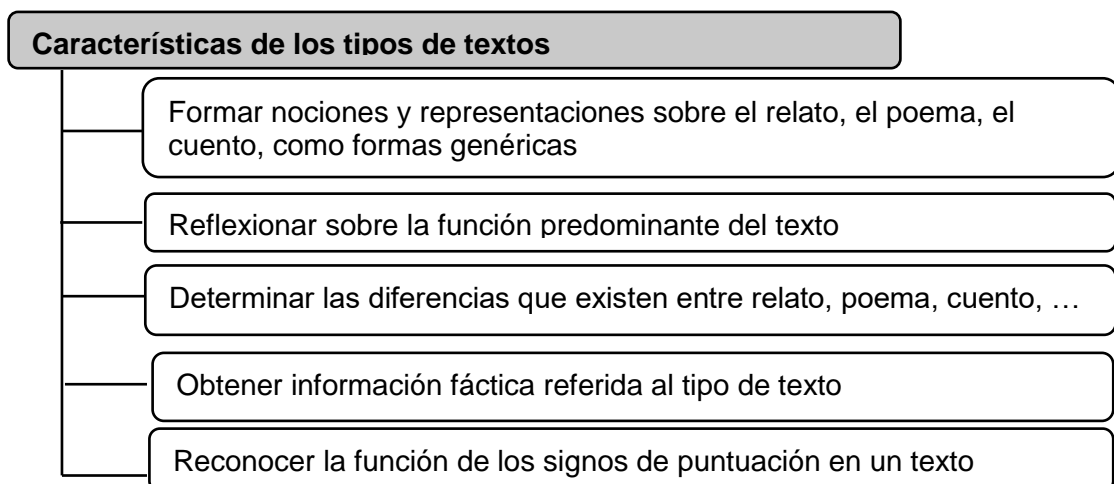 Características de los tipos de textos
Formar nociones y representaciones sobre el relato, el poema, el
cuento, como formas genéricas
Reflexionar sobre la función predominante del texto
Determinar las diferencias que existen entre relato, poema, cuento, …
Obtener información fáctica referida al tipo de texto
Reconocer la función de los signos de puntuación en un texto